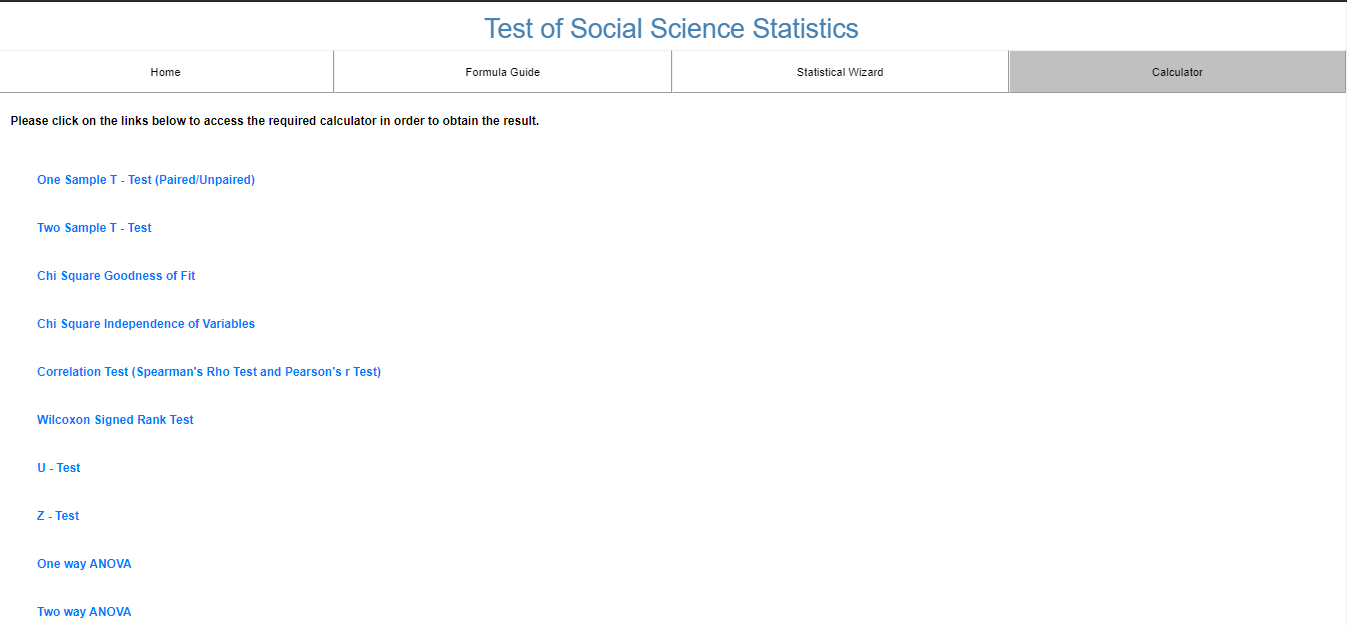 Test of Social Science Statistics
Home
Formula Guide
Statistical Wizard
Calculator
Please click on the links below to access the required calculator in order to obtain the result.
One Sample T - Test (Paired/Unpaired)
Two Sample T - Test
Chi Square Goodness of Fit
Chi Square Independence of Variables
Correlation Test (Spearman's Rho Test and Pearson's r Test)
Wilcoxon Signed Rank Test
U - Test
Z - Test
One way ANOVA
Two way ANOVA